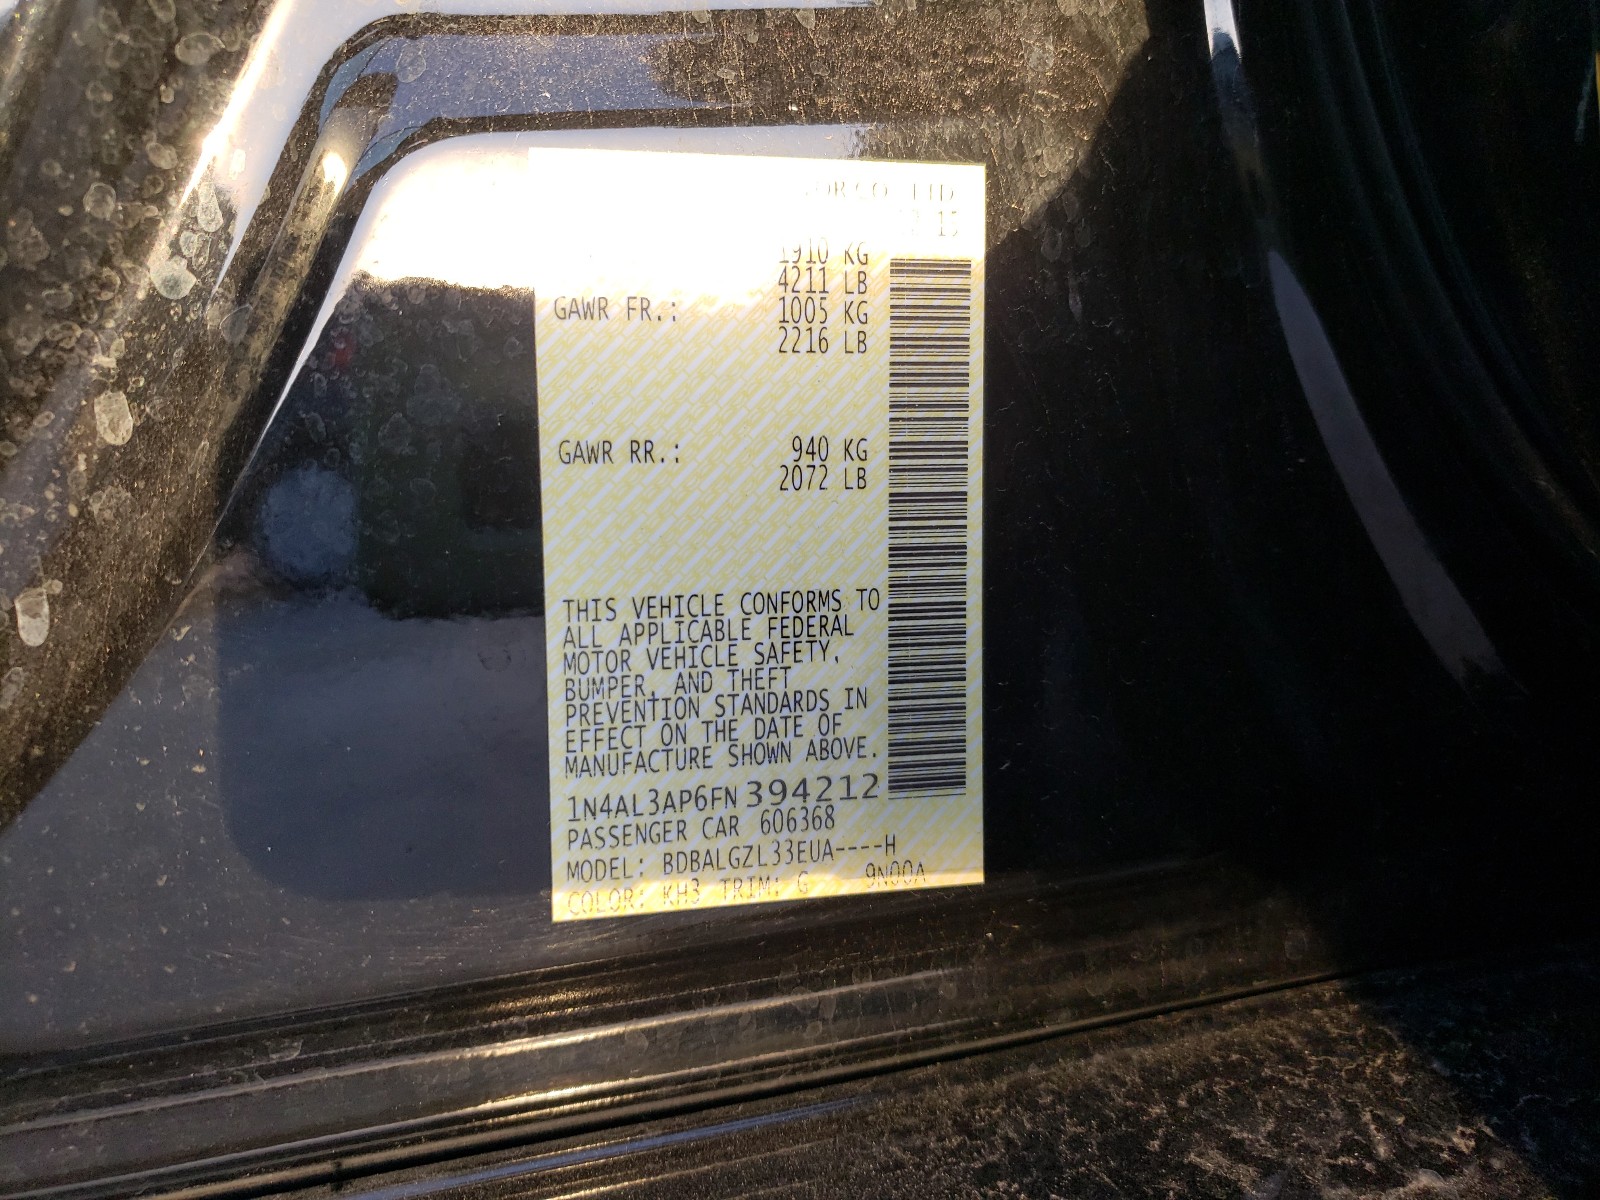 1910 KG
4211 LB
GAWR FR.: 1005 KG
2216 LB
GAWR RR.: 940 KG
2072 LB
THIS VEHICLE CONFORMS TO
ALL APPLICABLE FEDERAL
MOTOR VEHICLE SAFETY,
BUMPER, AND THEFT
PREVENTION STANDARDS IN
EFFECT ON THE DATE OF
MANUFACTURE SHOWN ABOVE.
1N4AL3AP6FN 394212
PASSENGER CAR 606368
MODEL: BDBALGZL33EUA----H
COLOR: KH3 TRIM: G 9N00A